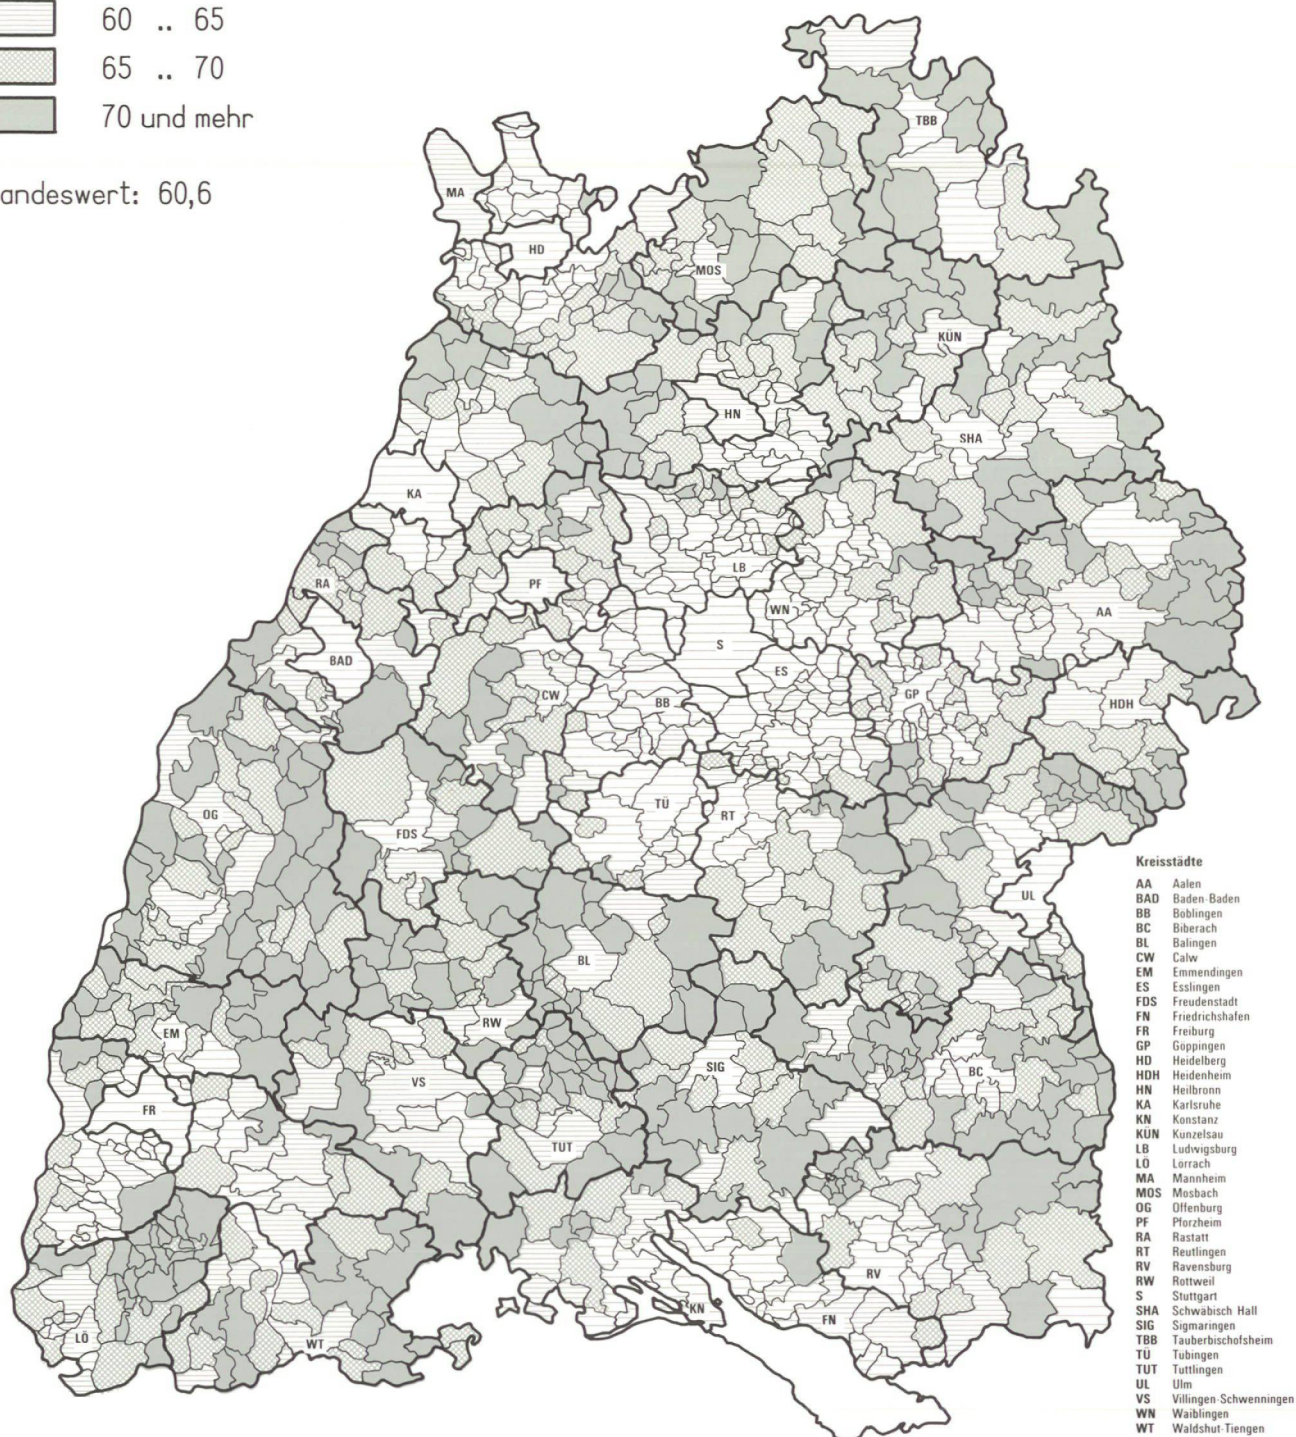 60 .. 65
65 .. 70
70 und mehr
andeswert: 60,6
TBB
MA
HD
MOS
KÜN
HN
SHA
KA
LB
RA
PF
WN
AA
S
BAD
ES
CW
GP
BB
HDH
TÜ
OG
RT
FDS
UL
BL
RW
EM
SIG
BC
VS
FR
TUT
RV
KN
FN
LÖ
WT
Kreisstädte
AA Aalen
BAD Baden-Baden
BB Boblingen
BC Biberach
BL Balingen
CW Calw
EM Emmendingen
ES Esslingen
FDS Freudenstadt
FN Friedrichshafen
FR Freiburg
GP Goppingen
HD Heidelberg
HDH Heidenheim
HN Heilbronn
KA Karlsruhe
KN Konstanz
KÜN Kunzelsau
LB Ludwigsburg
LÖ Lorrach
MA Mannheim
MOS Mosbach
OG Offenburg
PF Pforzheim
RA Rastatt
RT Reutlingen
RV Ravensburg
RW Rottweil
S Stuttgart
SHA Schwäbisch Hall
SIG Sigmaringen
TBB Tauberbischofsheim
TÜ Tubingen
TUT Tuttlingen
UL Ulm
VS Villingen-Schwenningen
WN Waiblingen
WT Waldshut-Tiengen